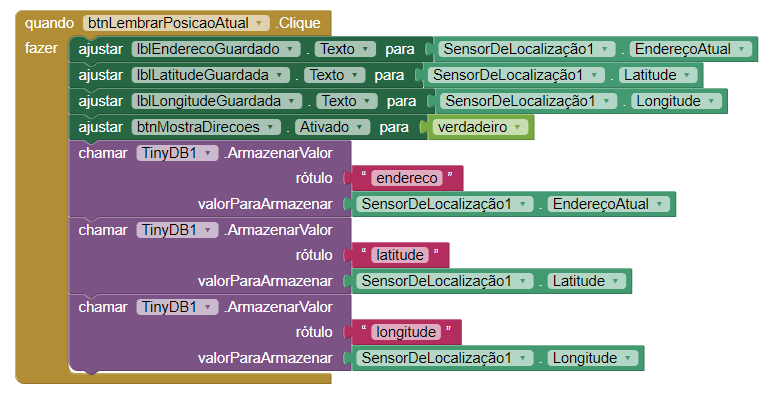 quando btnLembrarPosicaoAtual .Clique
fazer ajustar lblEnderecoGuardado . Texto para SensorDeLocalização1 . EndereçoAtual
ajustar lblLatitudeGuardada . Texto para SensorDeLocalização1 . Latitude
ajustar lblLongitudeGuardada . Texto para SensorDeLocalização1 . Longitude
ajustar btnMostraDirecoes . Ativado para verdadeiro
chamar TinyDB1 .ArmazenarValor
rótulo " endereco "
valorParaArmazenar SensorDeLocalização1 . EndereçoAtual
chamar TinyDB1 .ArmazenarValor
rótulo " latitude "
valorParaArmazenar SensorDeLocalização1 . Latitude
chamar TinyDB1 .ArmazenarValor
rótulo " longitude "
valorParaArmazenar SensorDeLocalização1 . Longitude